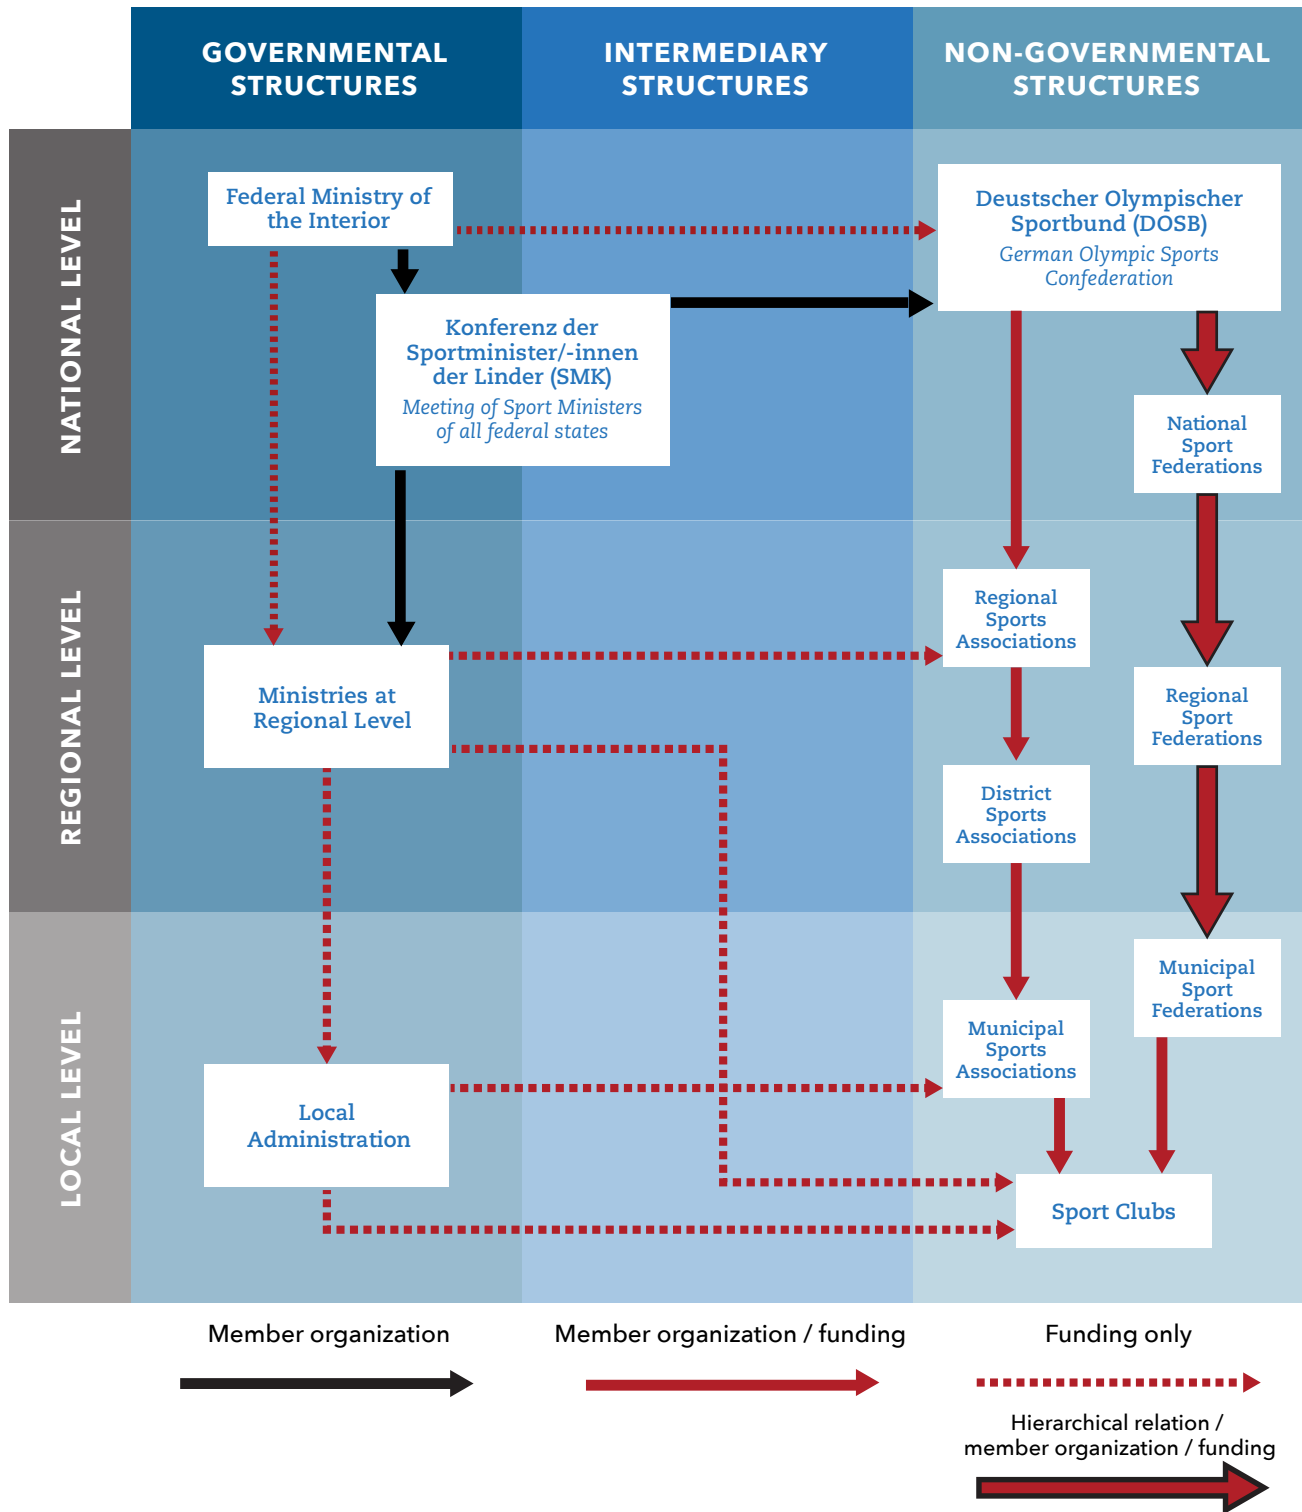 GOVERNMENTAL
STRUCTURES
INTERMEDIARY
STRUCTURES
NON-GOVERNMENTAL
STRUCTURES
NATIONAL LEVEL
Federal Ministry of
the Interior
Deustscher Olympischer
Sportbund (DOSB)
German Olympic Sports
Confederation
Konferenz der
Sportminister/-innen
der Linder (SMK)
Meeting of Sport Ministers
of all federal states
National
Sport
Federations
REGIONAL LEVEL
Regional
Sports
Associations
Ministries at
Regional Level
Regional
Sport
Federations
District
Sports
Associations
LOCAL LEVEL
Municipal
Sport
Federations
Municipal
Sports
Associations
Local
Administration
Sport Clubs
Member organization
Member organization / funding
Funding only
Hierarchical relation /
member organization / funding